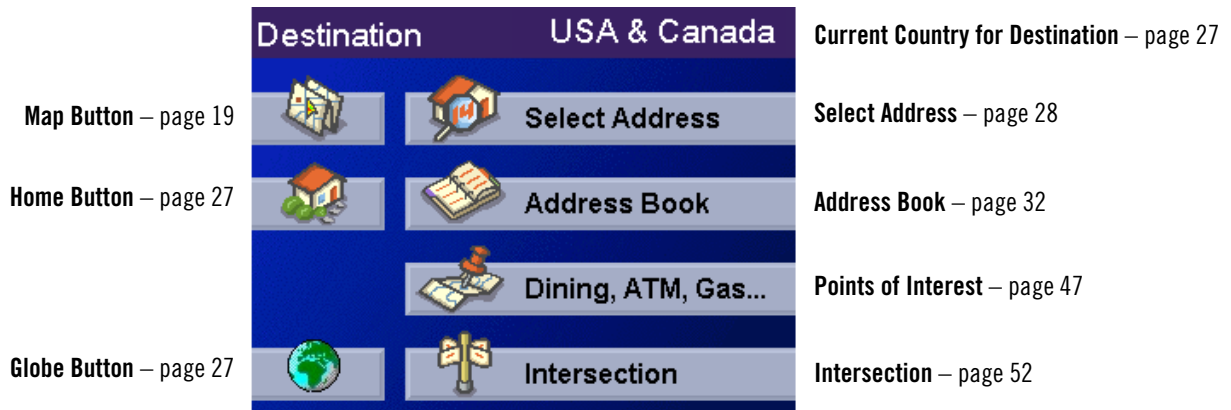 Destination USA & Canada Current Country for Destination – page 27
Map Button – page 19 Select Address Select Address – page 28
Home Button – page 27 Address Book Address Book – page 32
Dining, ATM, Gas... Points of Interest – page 47
Globe Button – page 27 Intersection Intersection – page 52